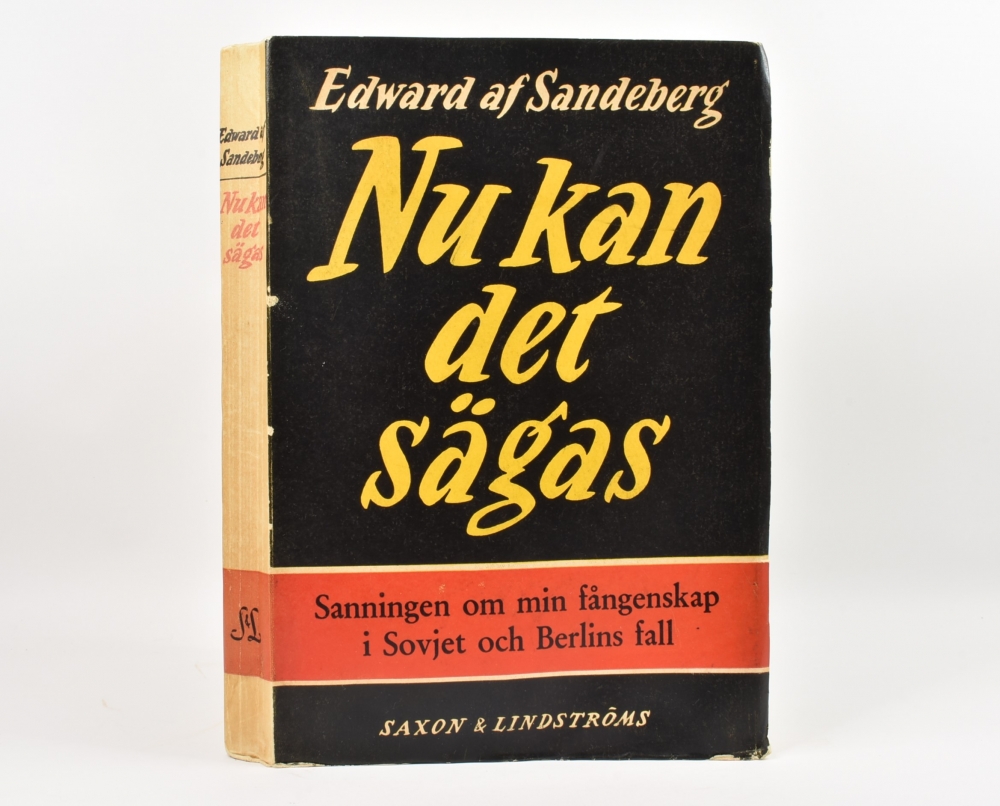 Edward af Sandeberg
Nu kan
det
sägas
Sanningen om min fångenskap
i Sovjet och Berlins fall
SAXON & LINDSTRÖMS
Edward af
Sandeberg
Nu kan
det
sägas
S&L